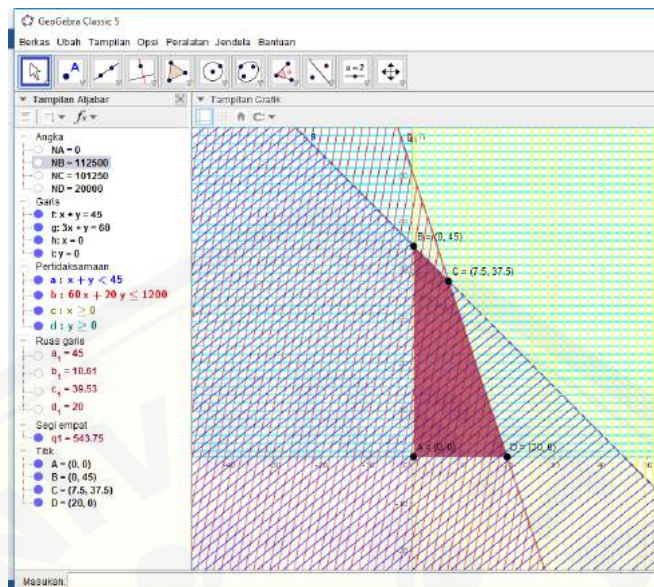 GeoGebra Classic 5
Berkas Ubah Tampilan Opsi Peralatan Jendela Bantuan
a=2
Tampilan Aljabar
Tampilan Grafik
Angka
NA = 0
NB = 112500
NC = 101250
ND = 20000
Garis
f: x + y = 45
g: 3x + y = 60
h: x = 0
i: y = 0
Pertidaksamaan
a : x + y < 45
b : 60 x + 20 y ≤ 1200
c : x ≥ 0
d : y ≥ 0
Ruas garis
a₁ = 45
b₁ = 10.61
c₁ = 39.53
d₁ = 20
Segi empat
q1 = 543.75
Titik
A = (0, 0)
B = (0, 45)
C = (7.5, 37.5)
D = (20, 0)
B = (0, 45)
C = (7.5, 37.5)
A = (0, 0)
D = (20, 0)
Masukan: